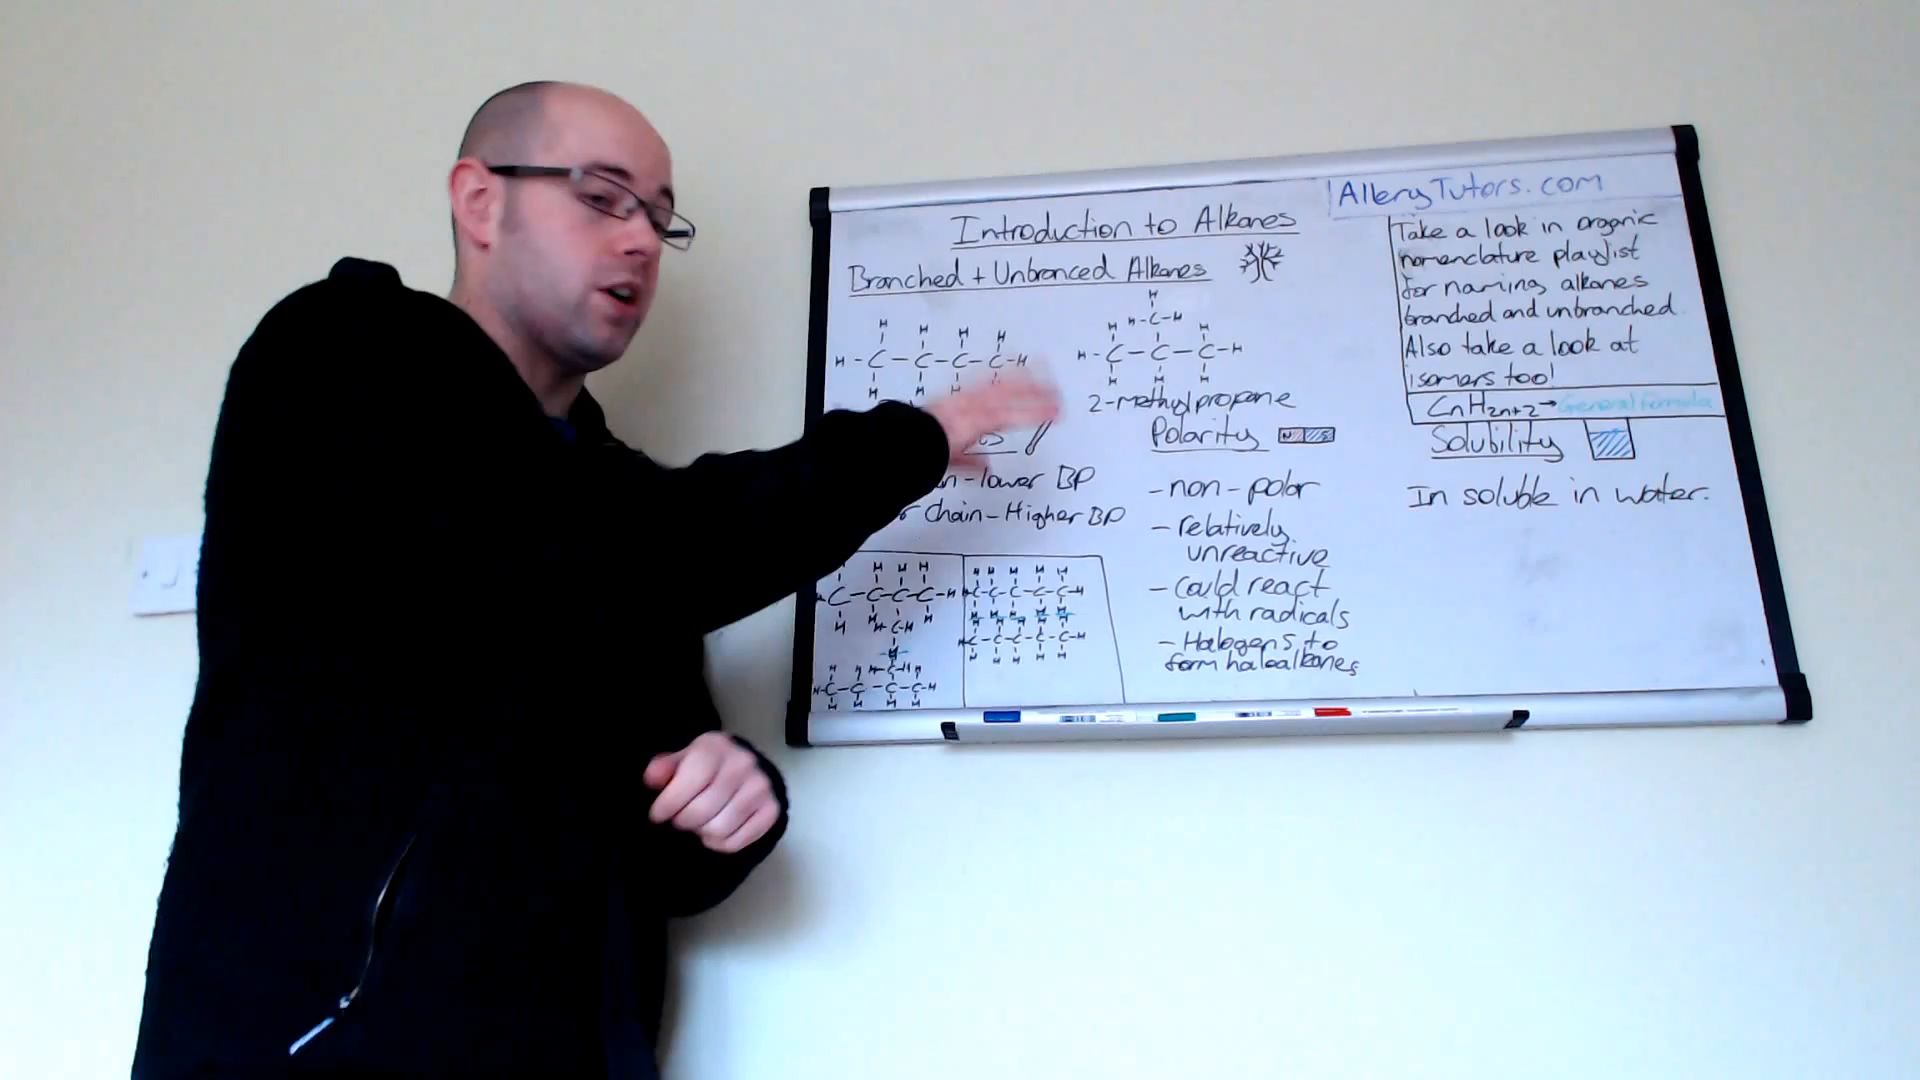 AlleryTutors.com
Introduction to Alkanes
Branched + Unbranced Alkanes
Take a look in organic
nomenclature playlist
for naming alkanes
branched and unbranched.
Also take a look at
isomers too!
CnH2n+2 → General formula
H H H H
H-C-C-C-C-H
H H
H
H-C-H
H H
H-C-C-C-H
H H H
2-methylpropane
lower BP
chain-Higher BP
H H H
C-C-C-C-H
H H H
H-C-H
H
H H
H-C-C-C-C-H
H H H H
H H H H H
C-C-C-C-C-H
H H H H H
C-C-C-C-C-H
H H H H H
Polarity N S
-non-polar
-relatively
unreactive
-could react
with radicals
-Halogens to
form haloalkanes
Solubility
In soluble in water.